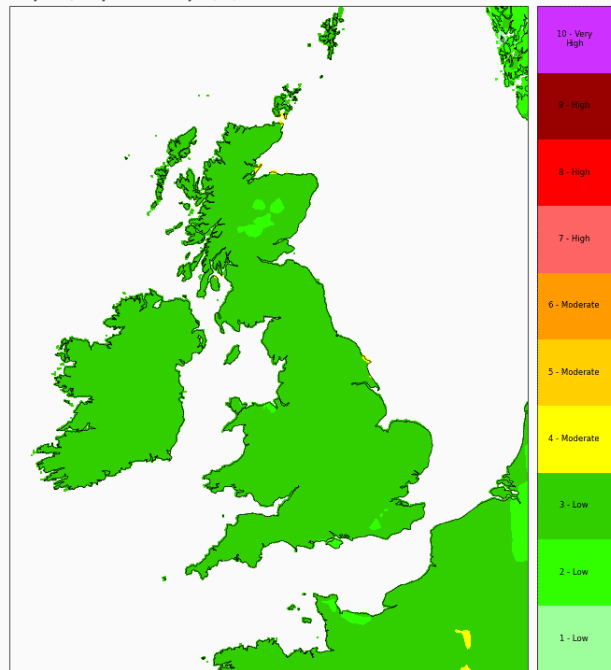 10 - Very
High
9 - High
8 - High
7 - High
6 - Moderate
5 - Moderate
4 - Moderate
3 - Low
2 - Low
1 - Low